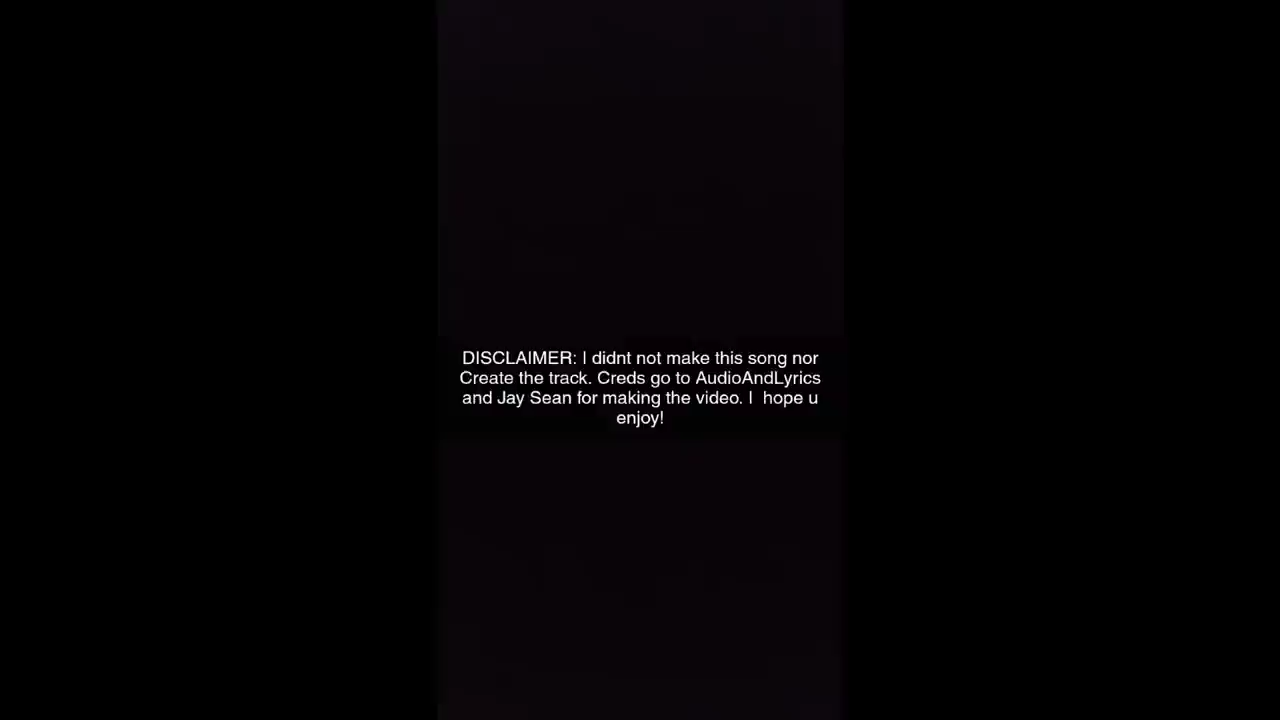 DISCLAIMER: I didnt not make this song nor
Create the track. Creds go to AudioAndLyrics
and Jay Sean for making the video. I  hope u
enjoy!